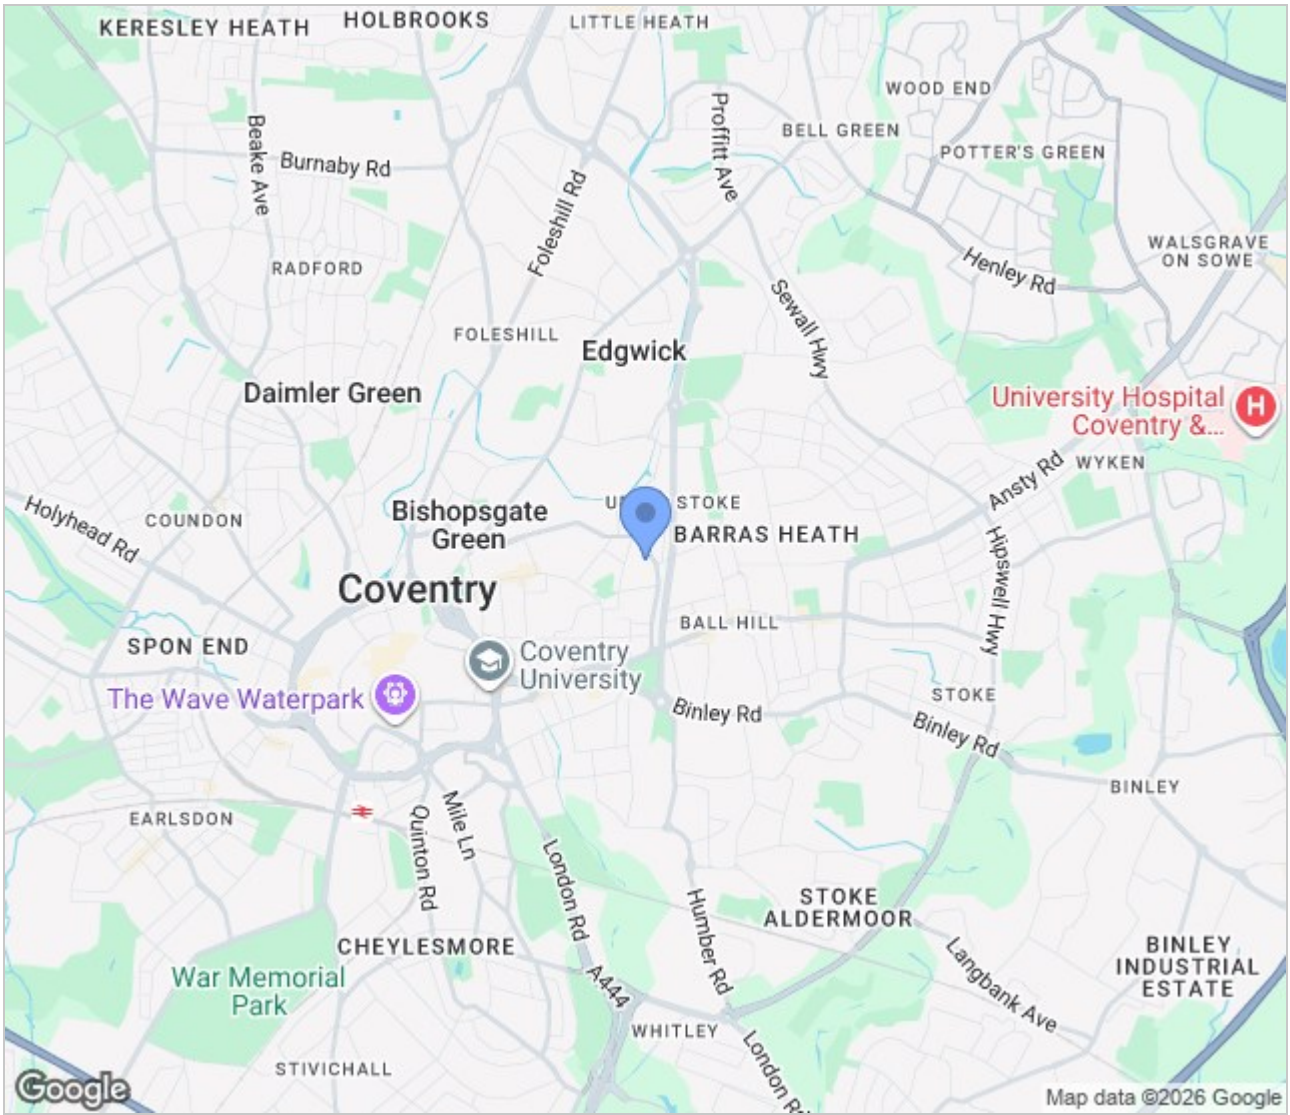 KERESLEY HEATH
HOLBROOKS
LITTLE HEATH
WOOD END
BELL GREEN
POTTER'S GREEN
Beake Ave
Burnaby Rd
Proffitt Ave
Foleshill Rd
WALSGRAVE
ON SOWE
Henley Rd
RADFORD
Sewall Hwy
FOLESHILL
Edgwick
Daimler Green
University Hospital
Coventry &...
H
WYKEN
Ansty Rd
Holyhead Rd
COUNDON
Bishopsgate
Green
STOKE
BARRAS HEATH
Hipswell Hwy
Coventry
BALL HILL
SPON END
Coventry
University
The Wave Waterpark
STOKE
Binley Rd
Binley Rd
BINLEY
EARLSDON
Mile Ln
Quinton Rd
London Rd
STOKE
ALDERMOOR
Humber Rd
CHEYLESMORE
Langbank Ave
BINLEY
INDUSTRIAL
ESTATE
War Memorial
Park
A444
WHITLEY
London Rd
STIVICHALL
Google
Map data ©2026 Google